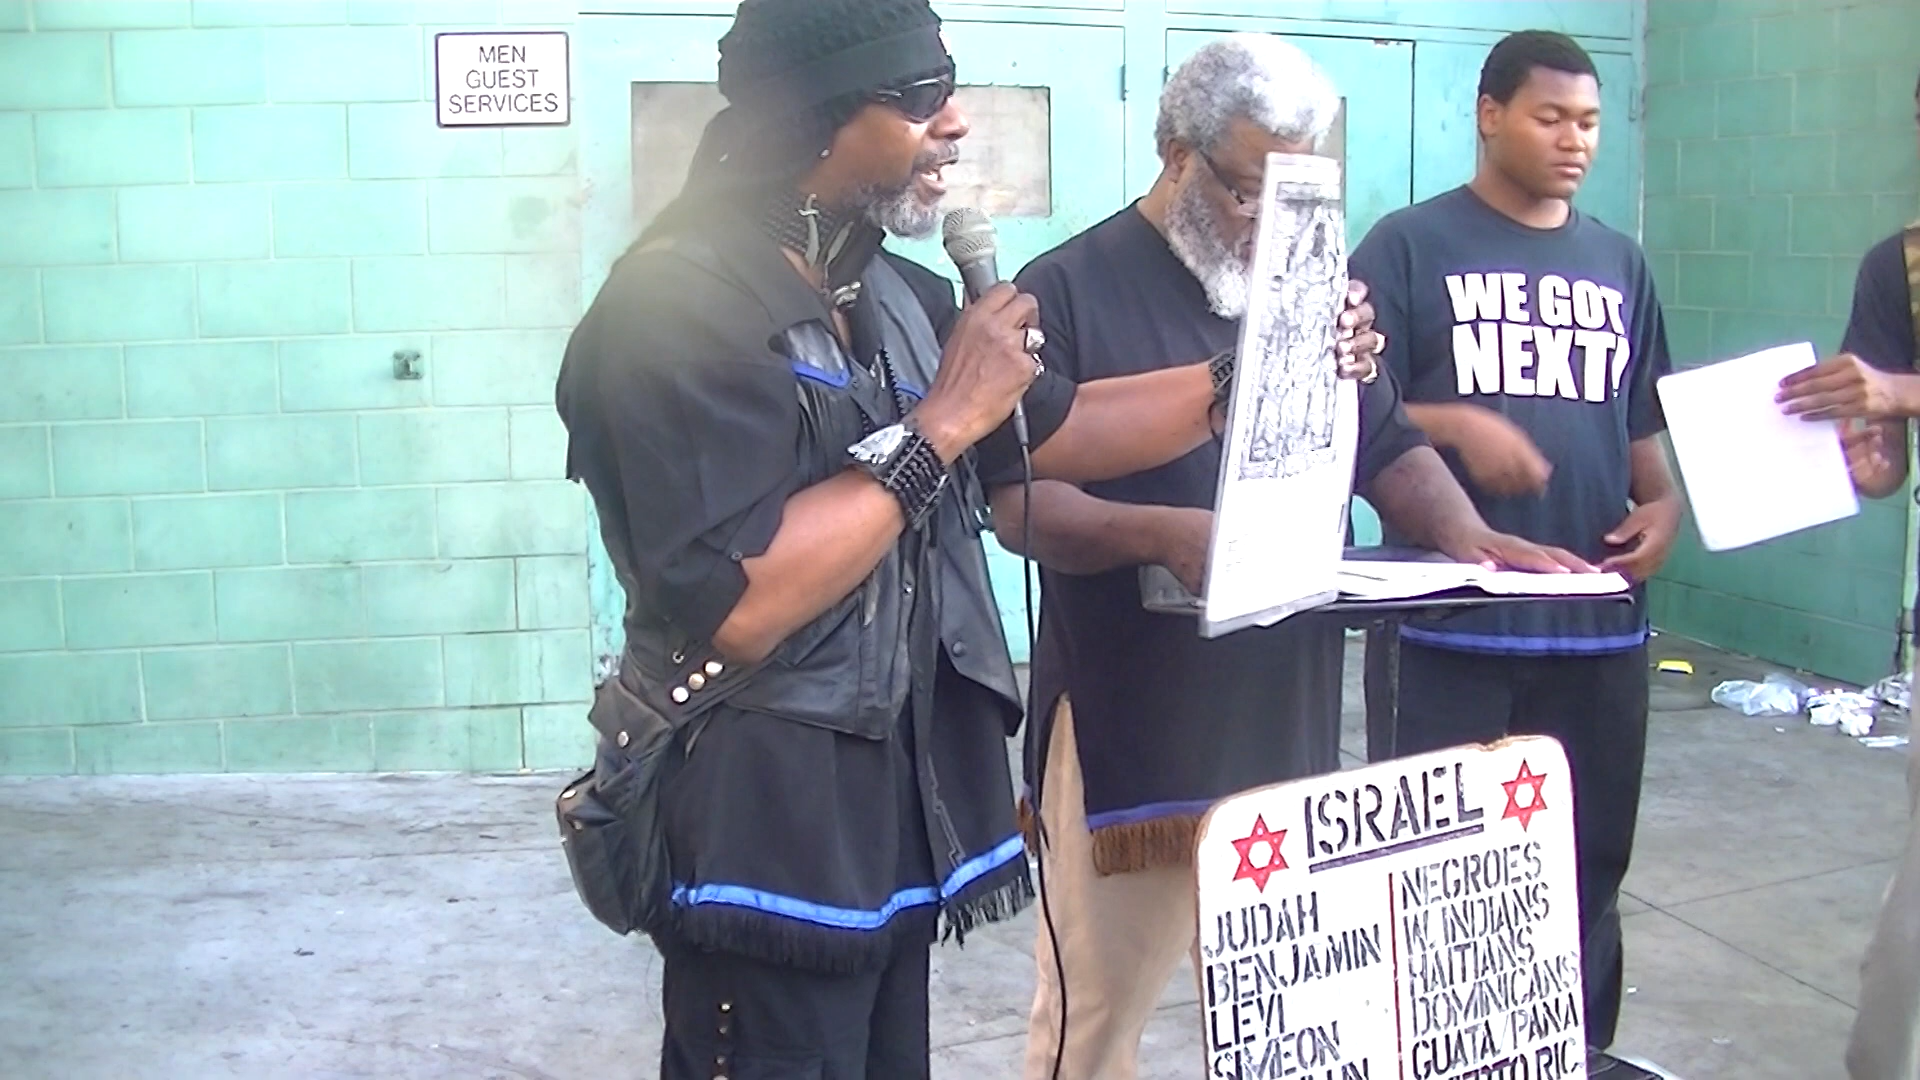 MEN
GUEST
SERVICES
WE GOT
NEXT!
ISRAEL
JUDAH
BENJAMIN
LEVI
SIMEON
NEGROES
W. INDIANS
HAITIANS
DOMINICANS
GUATA/PANA